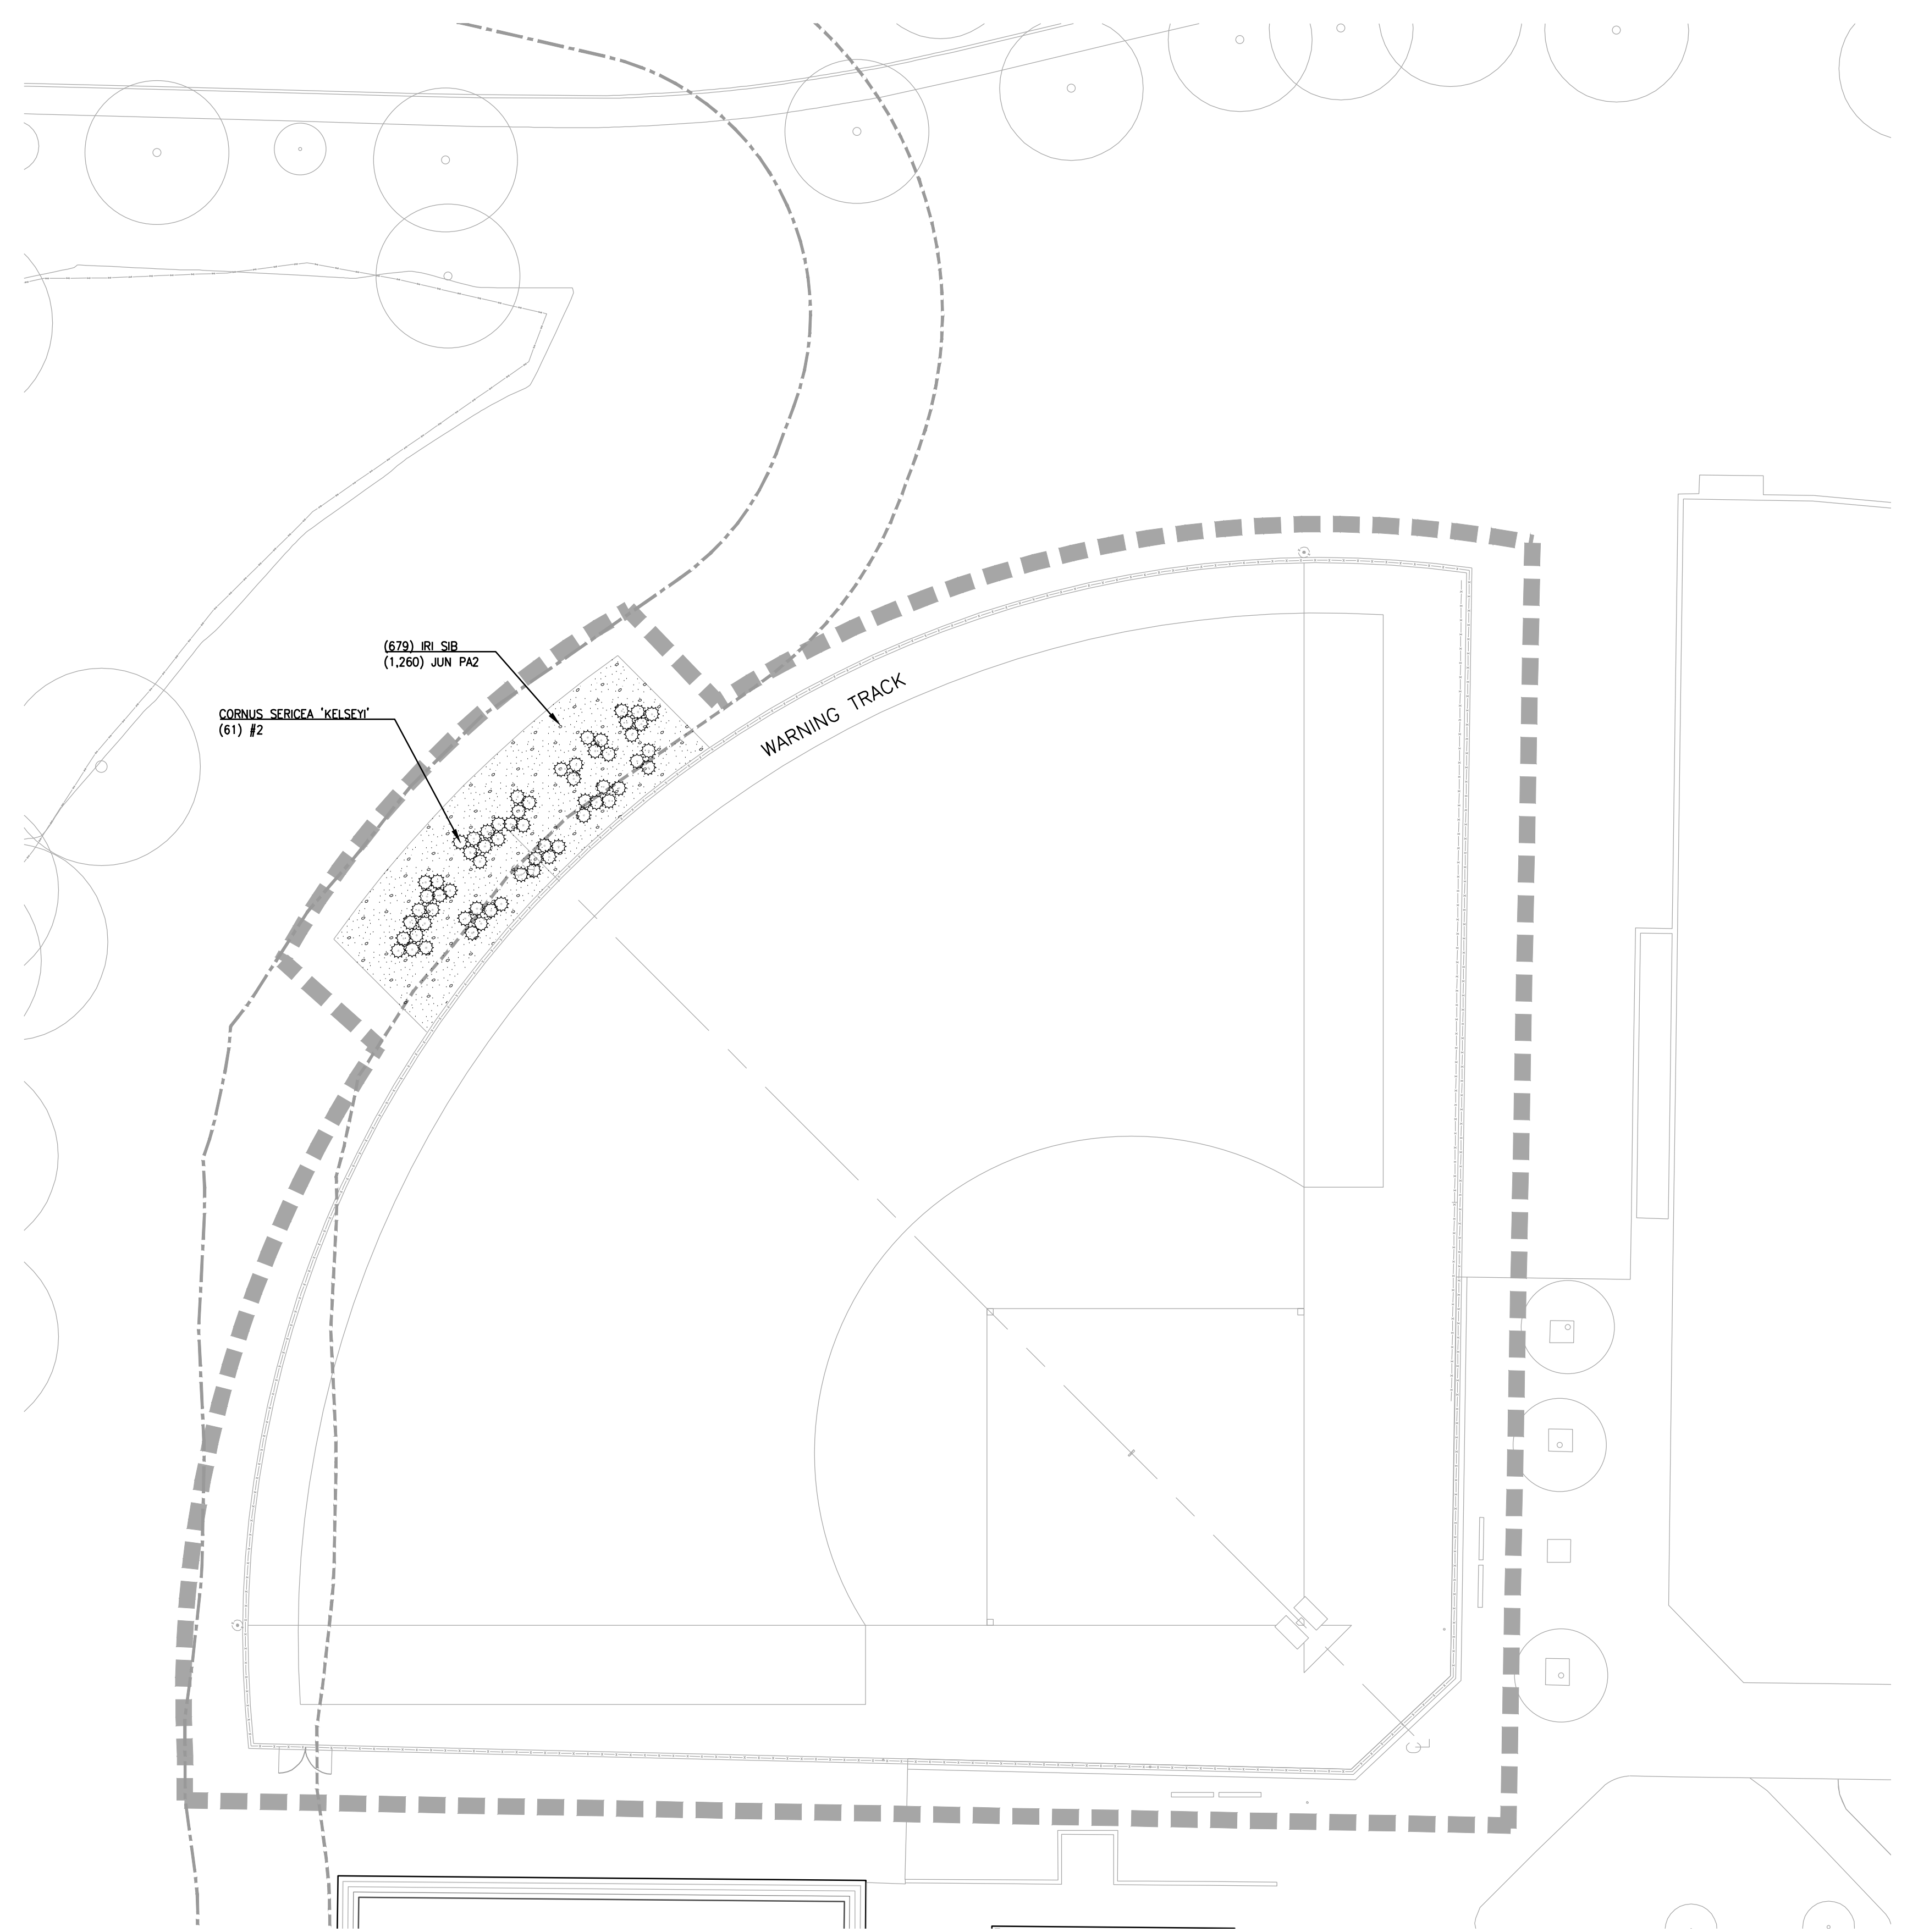 (679) IRI SIB
(1,260) JUN PA2
CORNUS SERICEA 'KELSEYI'
(61) #2
WARNING TRACK